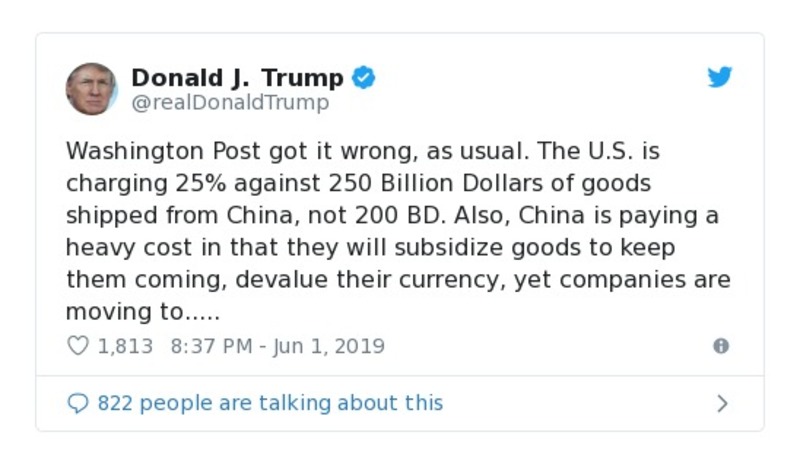 Donald J. Trump
@realDonaldTrump
Washington Post got it wrong, as usual. The U.S. is
charging 25% against 250 Billion Dollars of goods
shipped from China, not 200 BD. Also, China is paying a
heavy cost in that they will subsidize goods to keep
them coming, devalue their currency, yet companies are
moving to.....
1,813 8:37 PM - Jun 1, 2019
822 people are talking about this